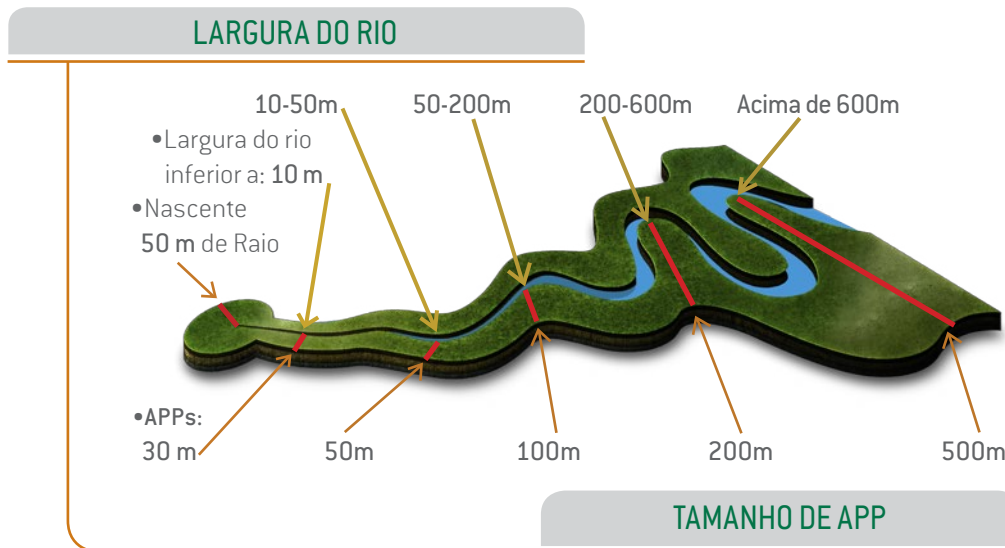 LARGURA DO RIO
10-50m
50-200m
200-600m
Acima de 600m
•Largura do rio
inferior a: 10 m
•Nascente
50 m de Raio
•APPs:
30 m
50m
100m
200m
500m
TAMANHO DE APP